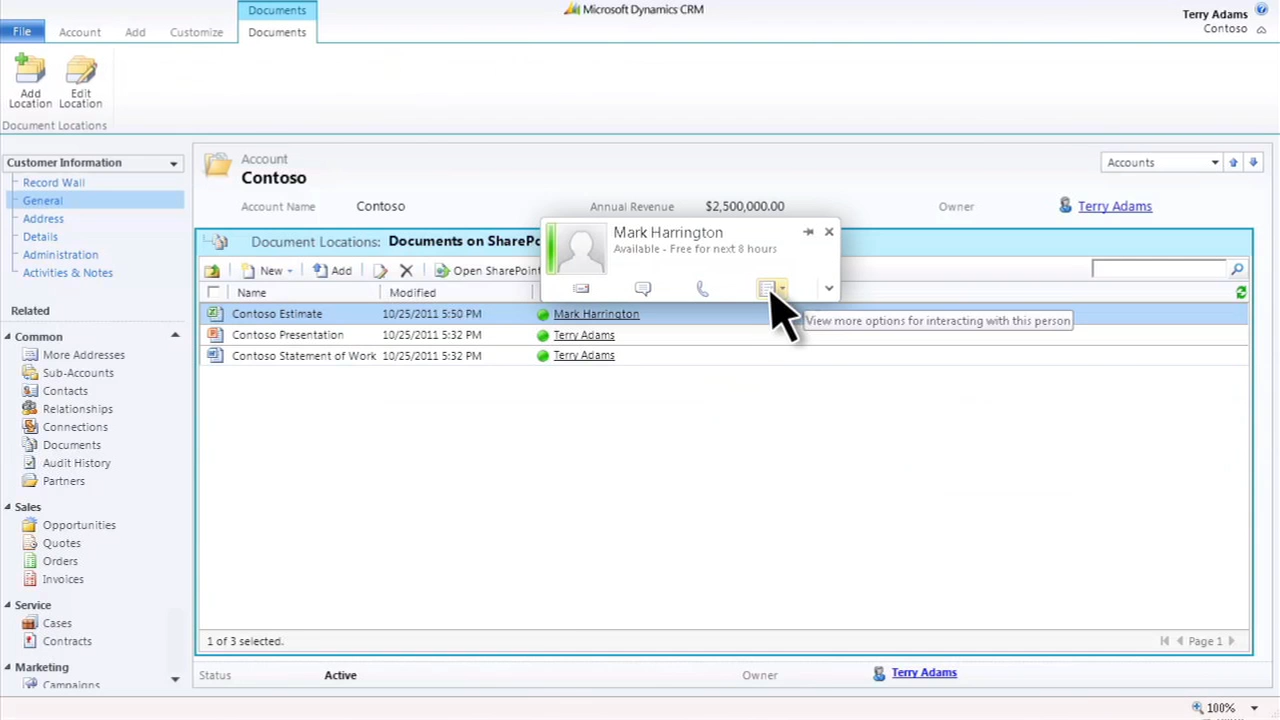 Documents
Microsoft Dynamics CRM
Terry Adams
Contoso
File
Account
Add
Customize
Documents
Add Location
Edit Location
Document Locations
Customer Information
Record Wall
General
Address
Details
Administration
Activities & Notes
Related
Common
More Addresses
Sub-Accounts
Contacts
Relationships
Connections
Documents
Audit History
Partners
Sales
Opportunities
Quotes
Orders
Invoices
Service
Cases
Contracts
Marketing
Campaigns
Account
Contoso
Accounts
Account Name Contoso
Annual Revenue $2,500,000.00
Owner Terry Adams
Document Locations: Documents on SharePo
New
Add
Open SharePoint
Mark Harrington
Available - Free for next 8 hours
View more options for interacting with this person
Name Modified
Contoso Estimate 10/25/2011 5:50 PM Mark Harrington
Contoso Presentation 10/25/2011 5:32 PM Terry Adams
Contoso Statement of Work 10/25/2011 5:32 PM Terry Adams
1 of 3 selected.
Page 1
Status Active
Owner Terry Adams
100%